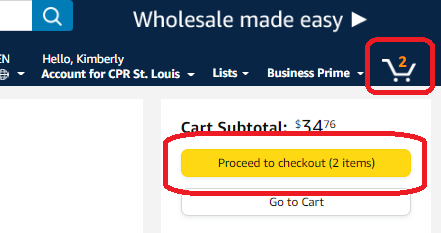 Wholesale made easy ▶
EN
Hello, Kimberly
Account for CPR St. Louis
Lists
Business Prime
2
Cart Subtotal: $34.76
Proceed to checkout (2 items)
Go to Cart